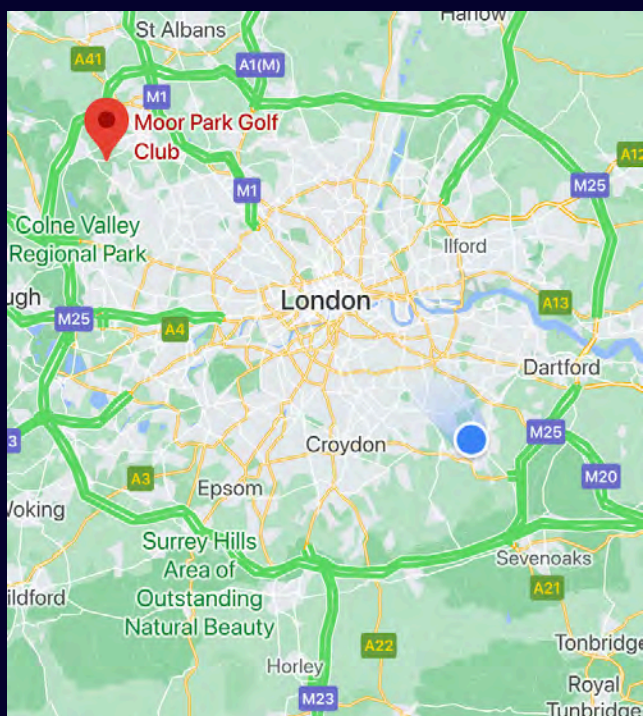 Harlow
St Albans
A41
A1(M)
M1
Moor Park Golf
Club
A12
M25
M1
Colne Valley
Regional Park
Ilford
ugh
London
A13
M25
A4
Dartford
M25
Croydon
3
M20
A3
Epsom
Woking
Surrey Hills
Area of
Outstanding
Natural Beauty
Sevenoaks
ildford
A21
A22
Tonbridge
Horley
Royal
Tunbridge
M23